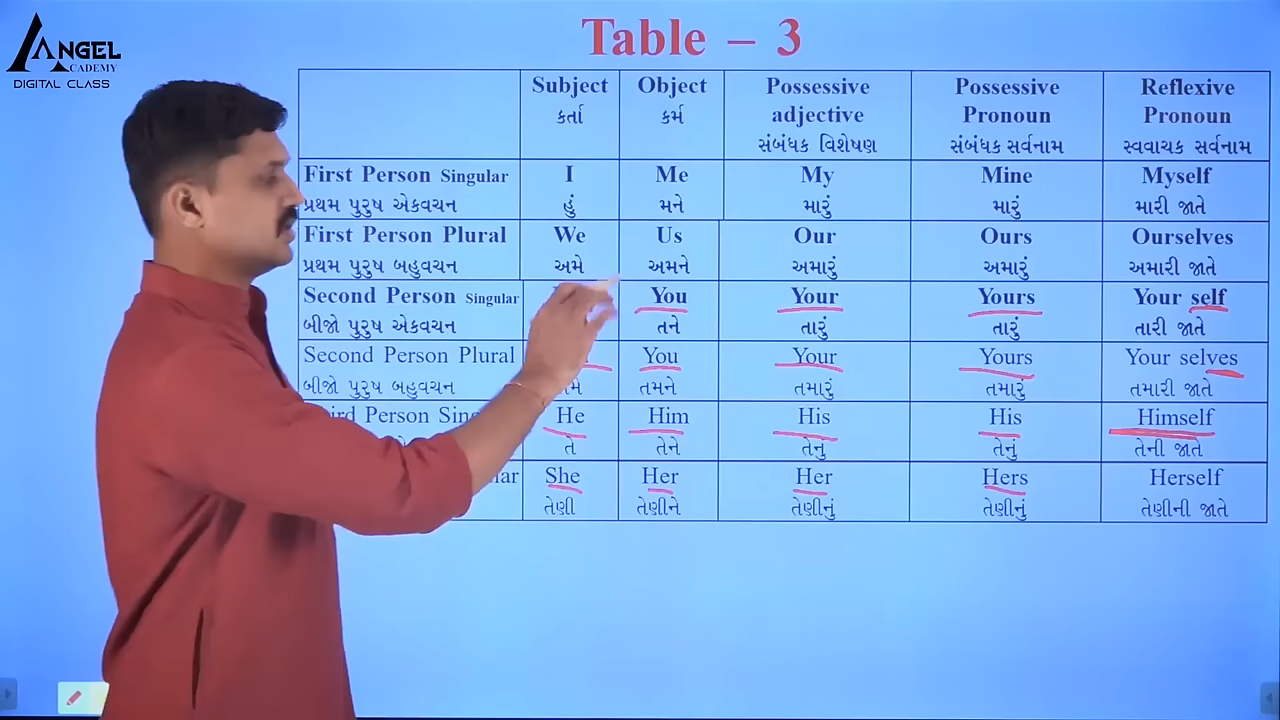 ANGEL
ACADEMY
DIGITAL CLASS
Table – 3
Subject Object Possessive Possessive Reflexive
adjective Pronoun Pronoun
કર્તા કર્મ સંબંધક વિશેષણ સંબંધક સર્વનામ સ્વવાચક સર્વનામ
First Person Singular I Me My Mine Myself
પ્રથમ પુરુષ એકવચન હું મને મારું મારું મારી જાતે
First Person Plural We Us Our Ours Ourselves
પ્રથમ પુરુષ બહુવચન અમે અમને અમારું અમારું અમારી જાતે
Second Person Singular You Your Yours Your self
બીજો પુરુષ એકવચન તને તારું તારું તારી જાતે
Second Person Plural You Your Yours Your selves
બીજો પુરુષ બહુવચન તમને તમારું તમારું તમારી જાતે
Person He Him His His Himself
તે તેને તેનુ તેનું તેની જાતે
She Her Her Hers Herself
તેણી તેણીને તેણીનું તેણીનું તેણીની જાતે